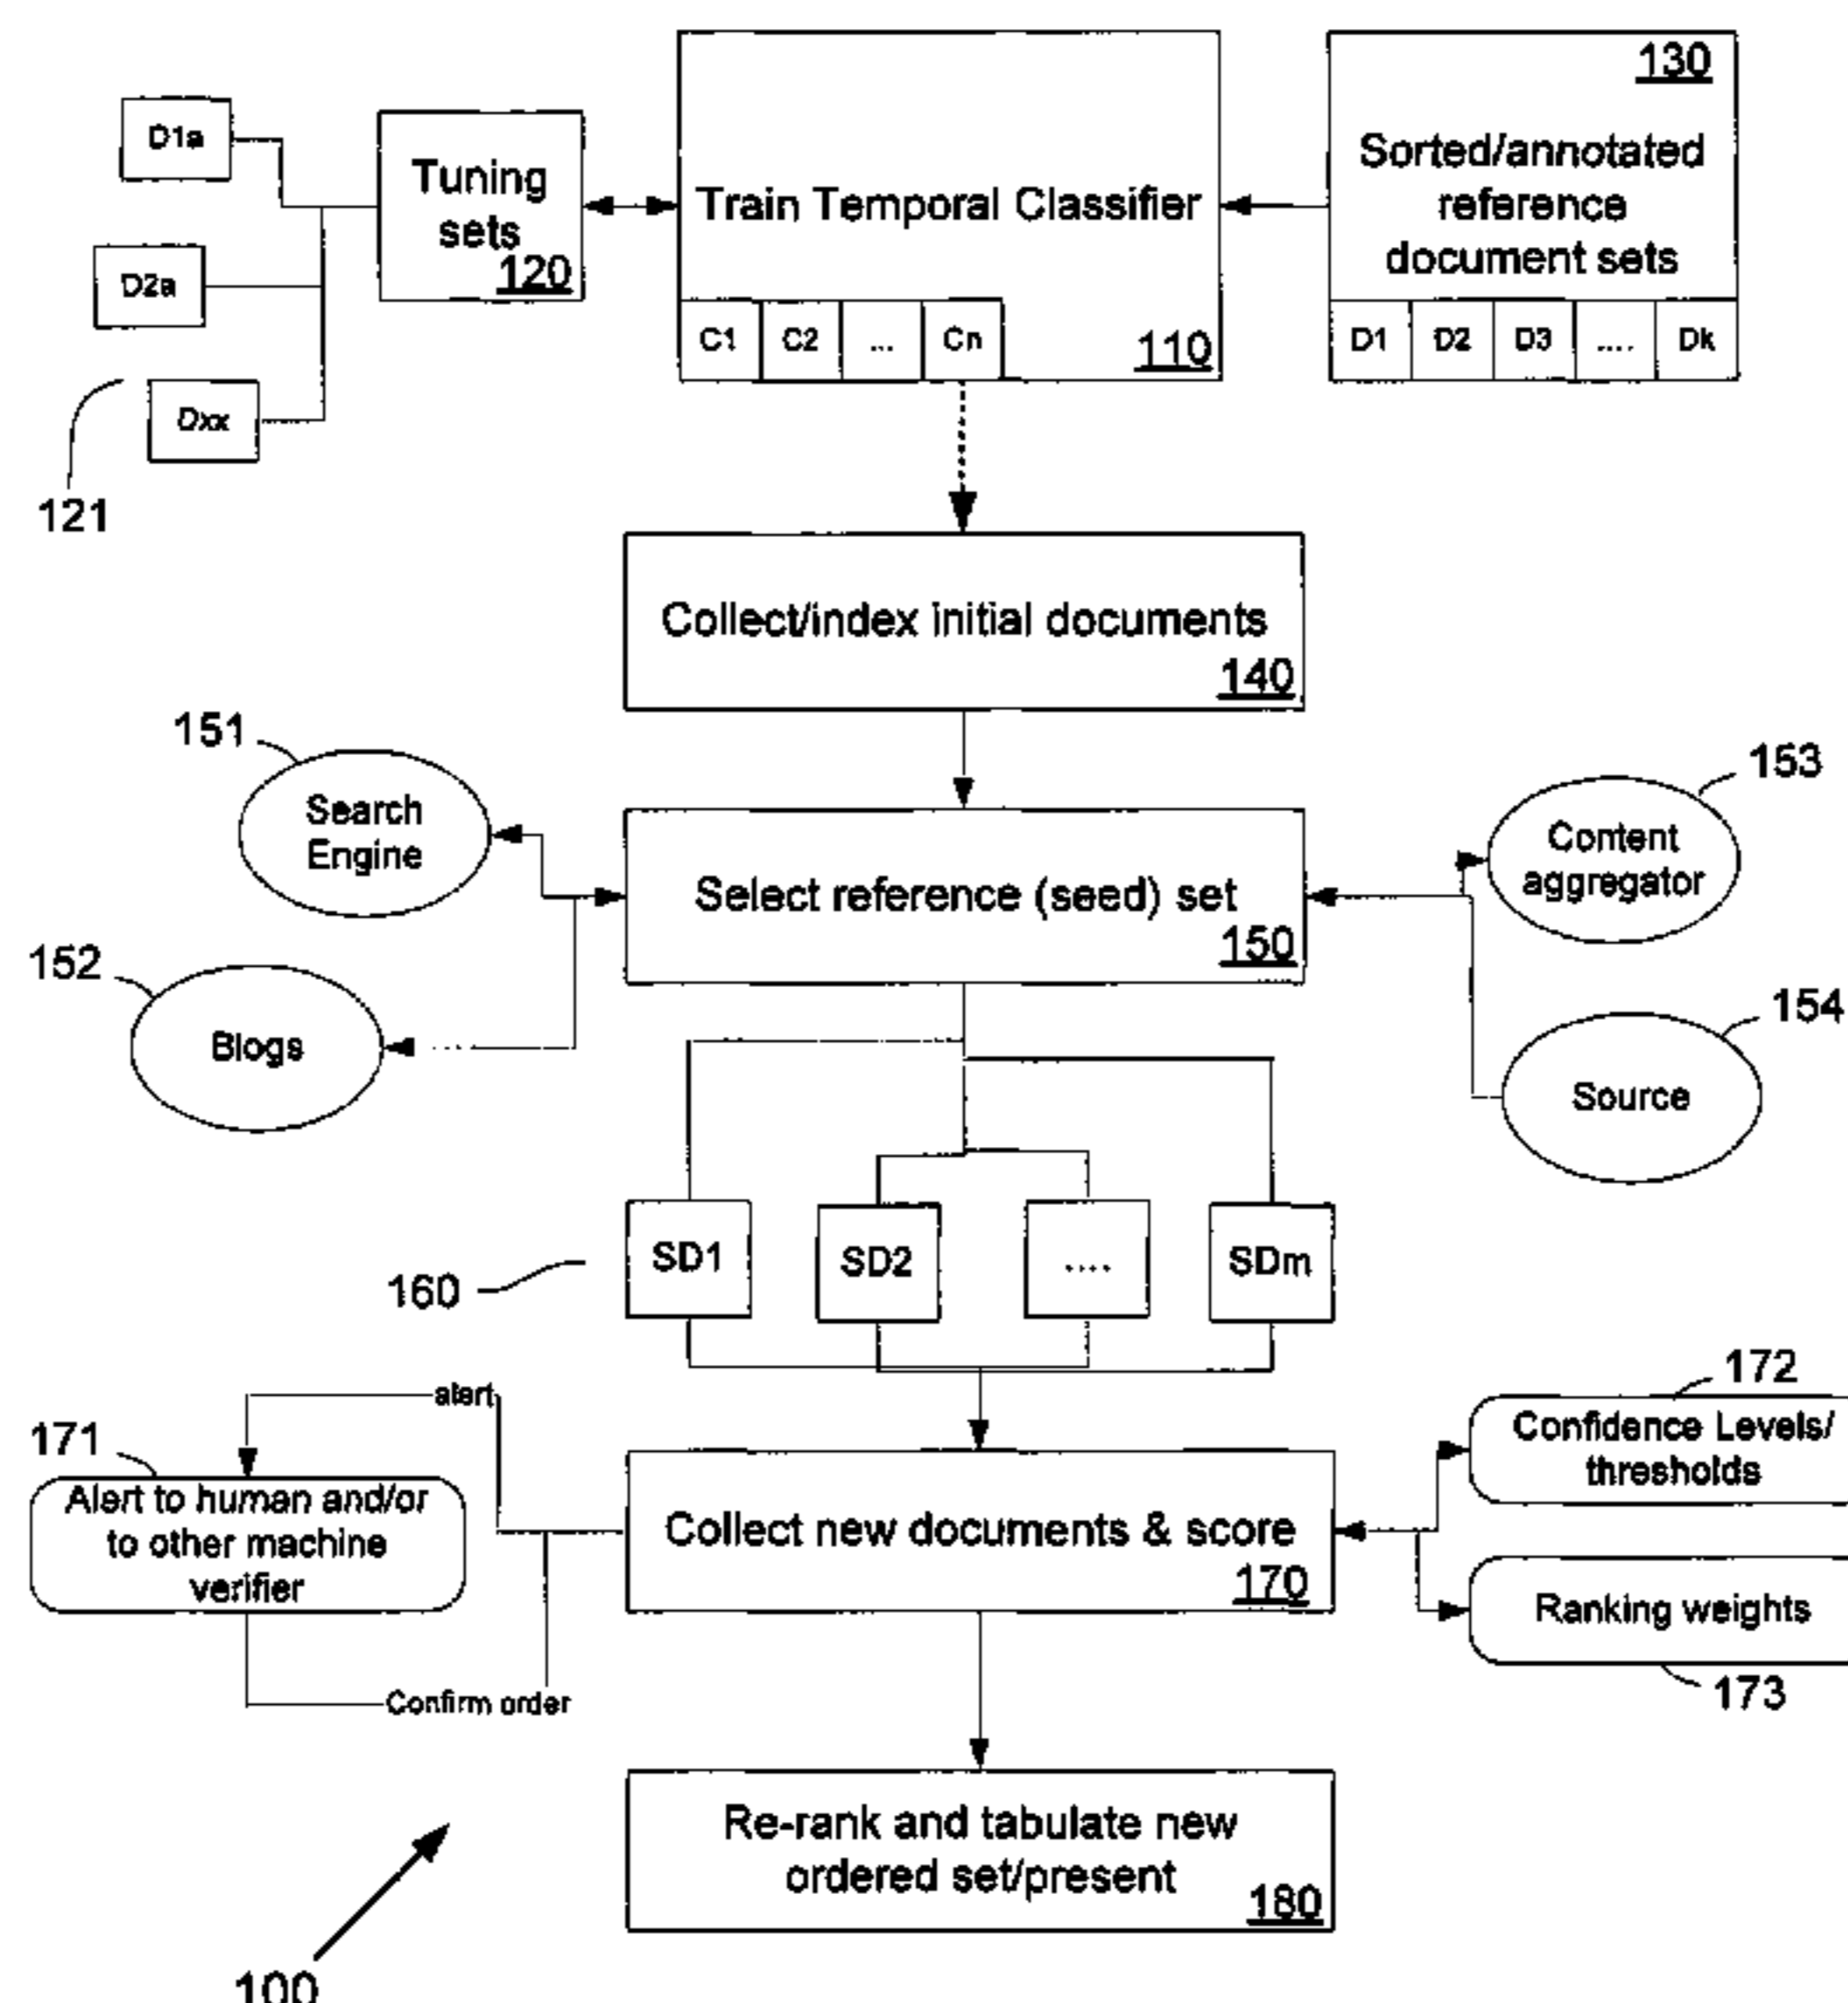 130
D1a
Tuning
sets
120
Train Temporal Classifier
Sorted/annotated
reference
document sets
D2a
C1
C2
...
Cn
110
D1
D2
D3
....
Dk
Dxx
121
Collect/index initial documents
140
151
Search
Engine
153
Content
aggregator
Select reference (seed) set
150
152
Blogs
154
Source
160
SD1
SD2
....
SDm
alert
172
Confidence Levels/
thresholds
171
Alert to human and/or
to other machine
verifier
Collect new documents & score
170
Ranking weights
173
Confirm order
Re-rank and tabulate new
ordered set/present
180
100